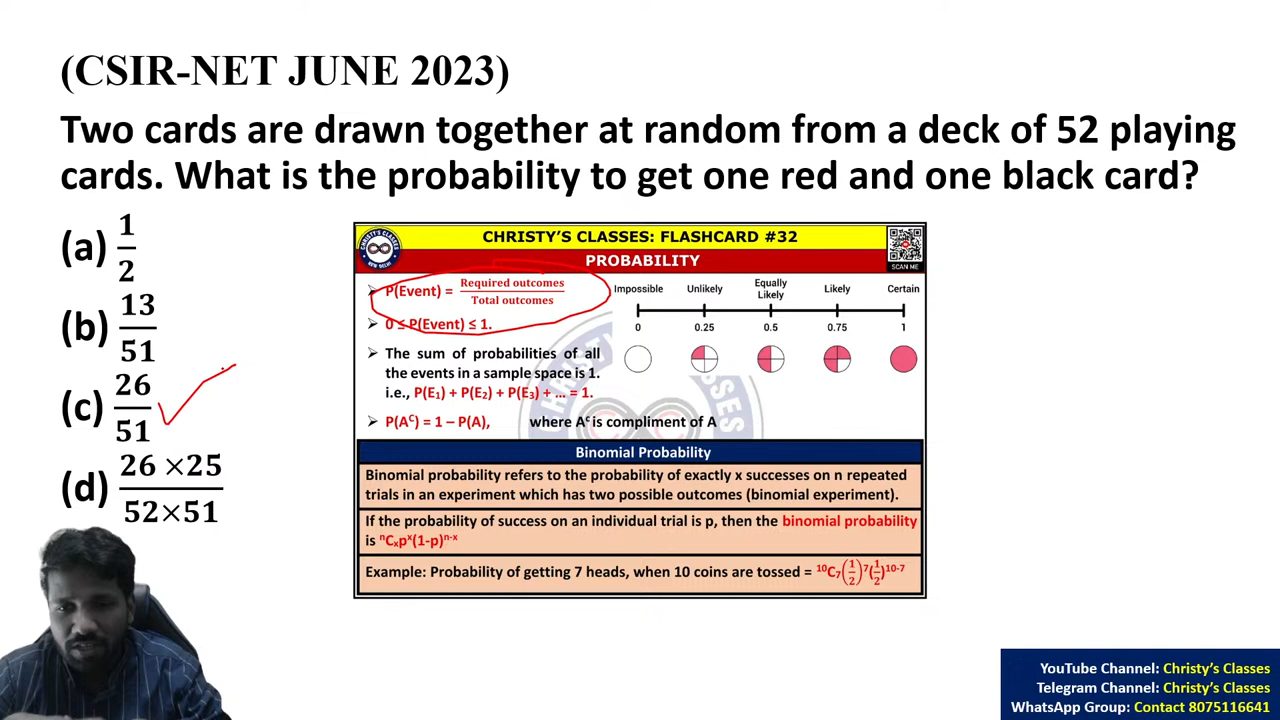 (CSIR-NET JUNE 2023)
Two cards are drawn together at random from a deck of 52 playing
cards. What is the probability to get one red and one black card?
(a) 1/2
(b) 13/51
(c) 26/51
(d) 26 ×25/52×51
CHRISTY'S CLASSES
NEW DELHI
CHRISTY'S CLASSES: FLASHCARD #32
SCAN ME
PROBABILITY
➤ P(Event) = Required outcomes/Total outcomes
➤ 0 ≤ P(Event) ≤ 1.
➤ The sum of probabilities of all
the events in a sample space is 1.
i.e., P(E₁) + P(E₂) + P(E₃) + ... = 1.
➤ P(Aᶜ) = 1 – P(A), where Aᶜ is compliment of A
Impossible Unlikely Equally Likely Likely Certain
0 0.25 0.5 0.75 1
Binomial Probability
Binomial probability refers to the probability of exactly x successes on n repeated
trials in an experiment which has two possible outcomes (binomial experiment).
If the probability of success on an individual trial is p, then the binomial probability
is ⁿCₓpˣ(1-p)ⁿ⁻ˣ
Example: Probability of getting 7 heads, when 10 coins are tossed = ¹⁰C₇(1/2)⁷(1/2)¹⁰⁻⁷
YouTube Channel: Christy's Classes
Telegram Channel: Christy's Classes
WhatsApp Group: Contact 8075116641